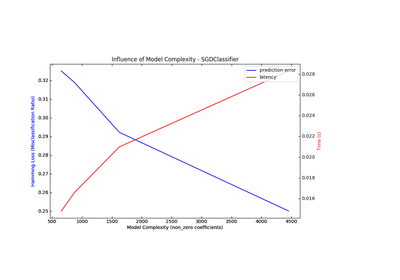 Influence of Model Complexity - SGDClassifier
prediction error
latency
Hamming Loss (Misclassification Ratio)
0.32
0.31
0.30
0.29
0.28
0.27
0.26
0.25
0.028
0.026
0.024
0.022
0.020
0.018
0.016
Time (s)
500 1000 1500 2000 2500 3000 3500 4000 4500
Model Complexity (non_zero coefficients)